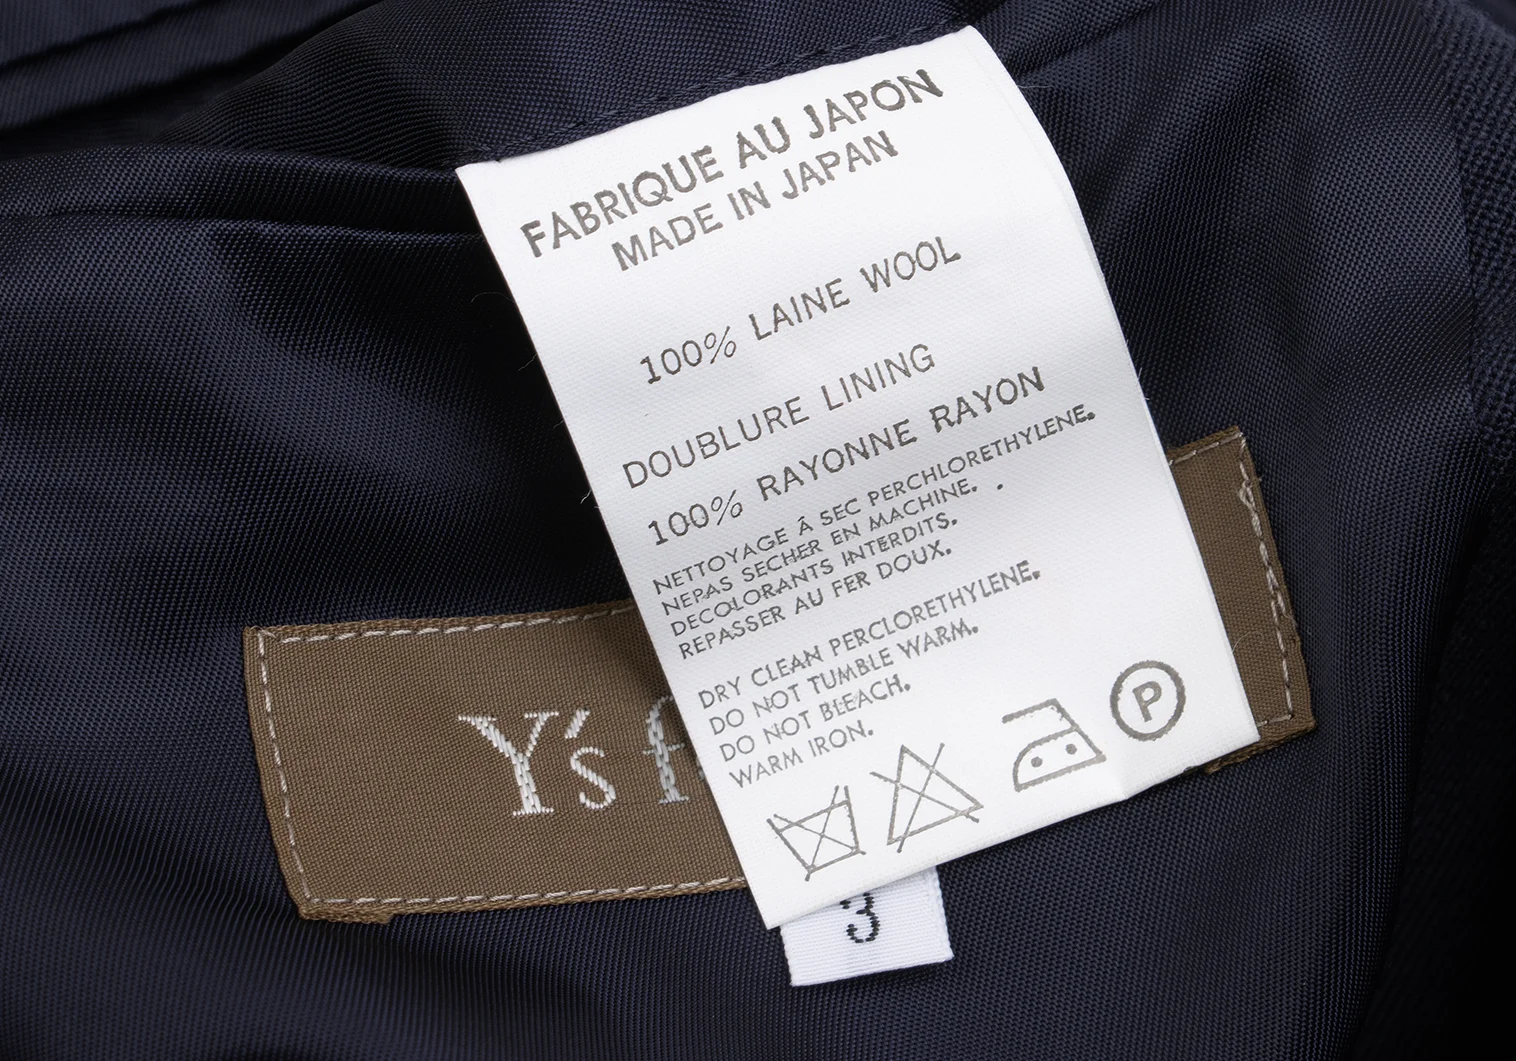 FABRIQUE AU JAPON
MADE IN JAPAN
100% LAINE WOOL
DOUBLURE LINING
100% RAYONNE RAYON
NETTOYAGE Â SEC PERCHLORETHYLENE.
NEPAS SECHER EN MACHINE.
DECOLORANTS INTERDITS.
REPASSER AU FER DOUX.
DRY CLEAN PERCLORETHYLENE.
DO NOT TUMBLE WARM.
DO NOT BLEACH.
WARM IRON.
P
Y's f
3